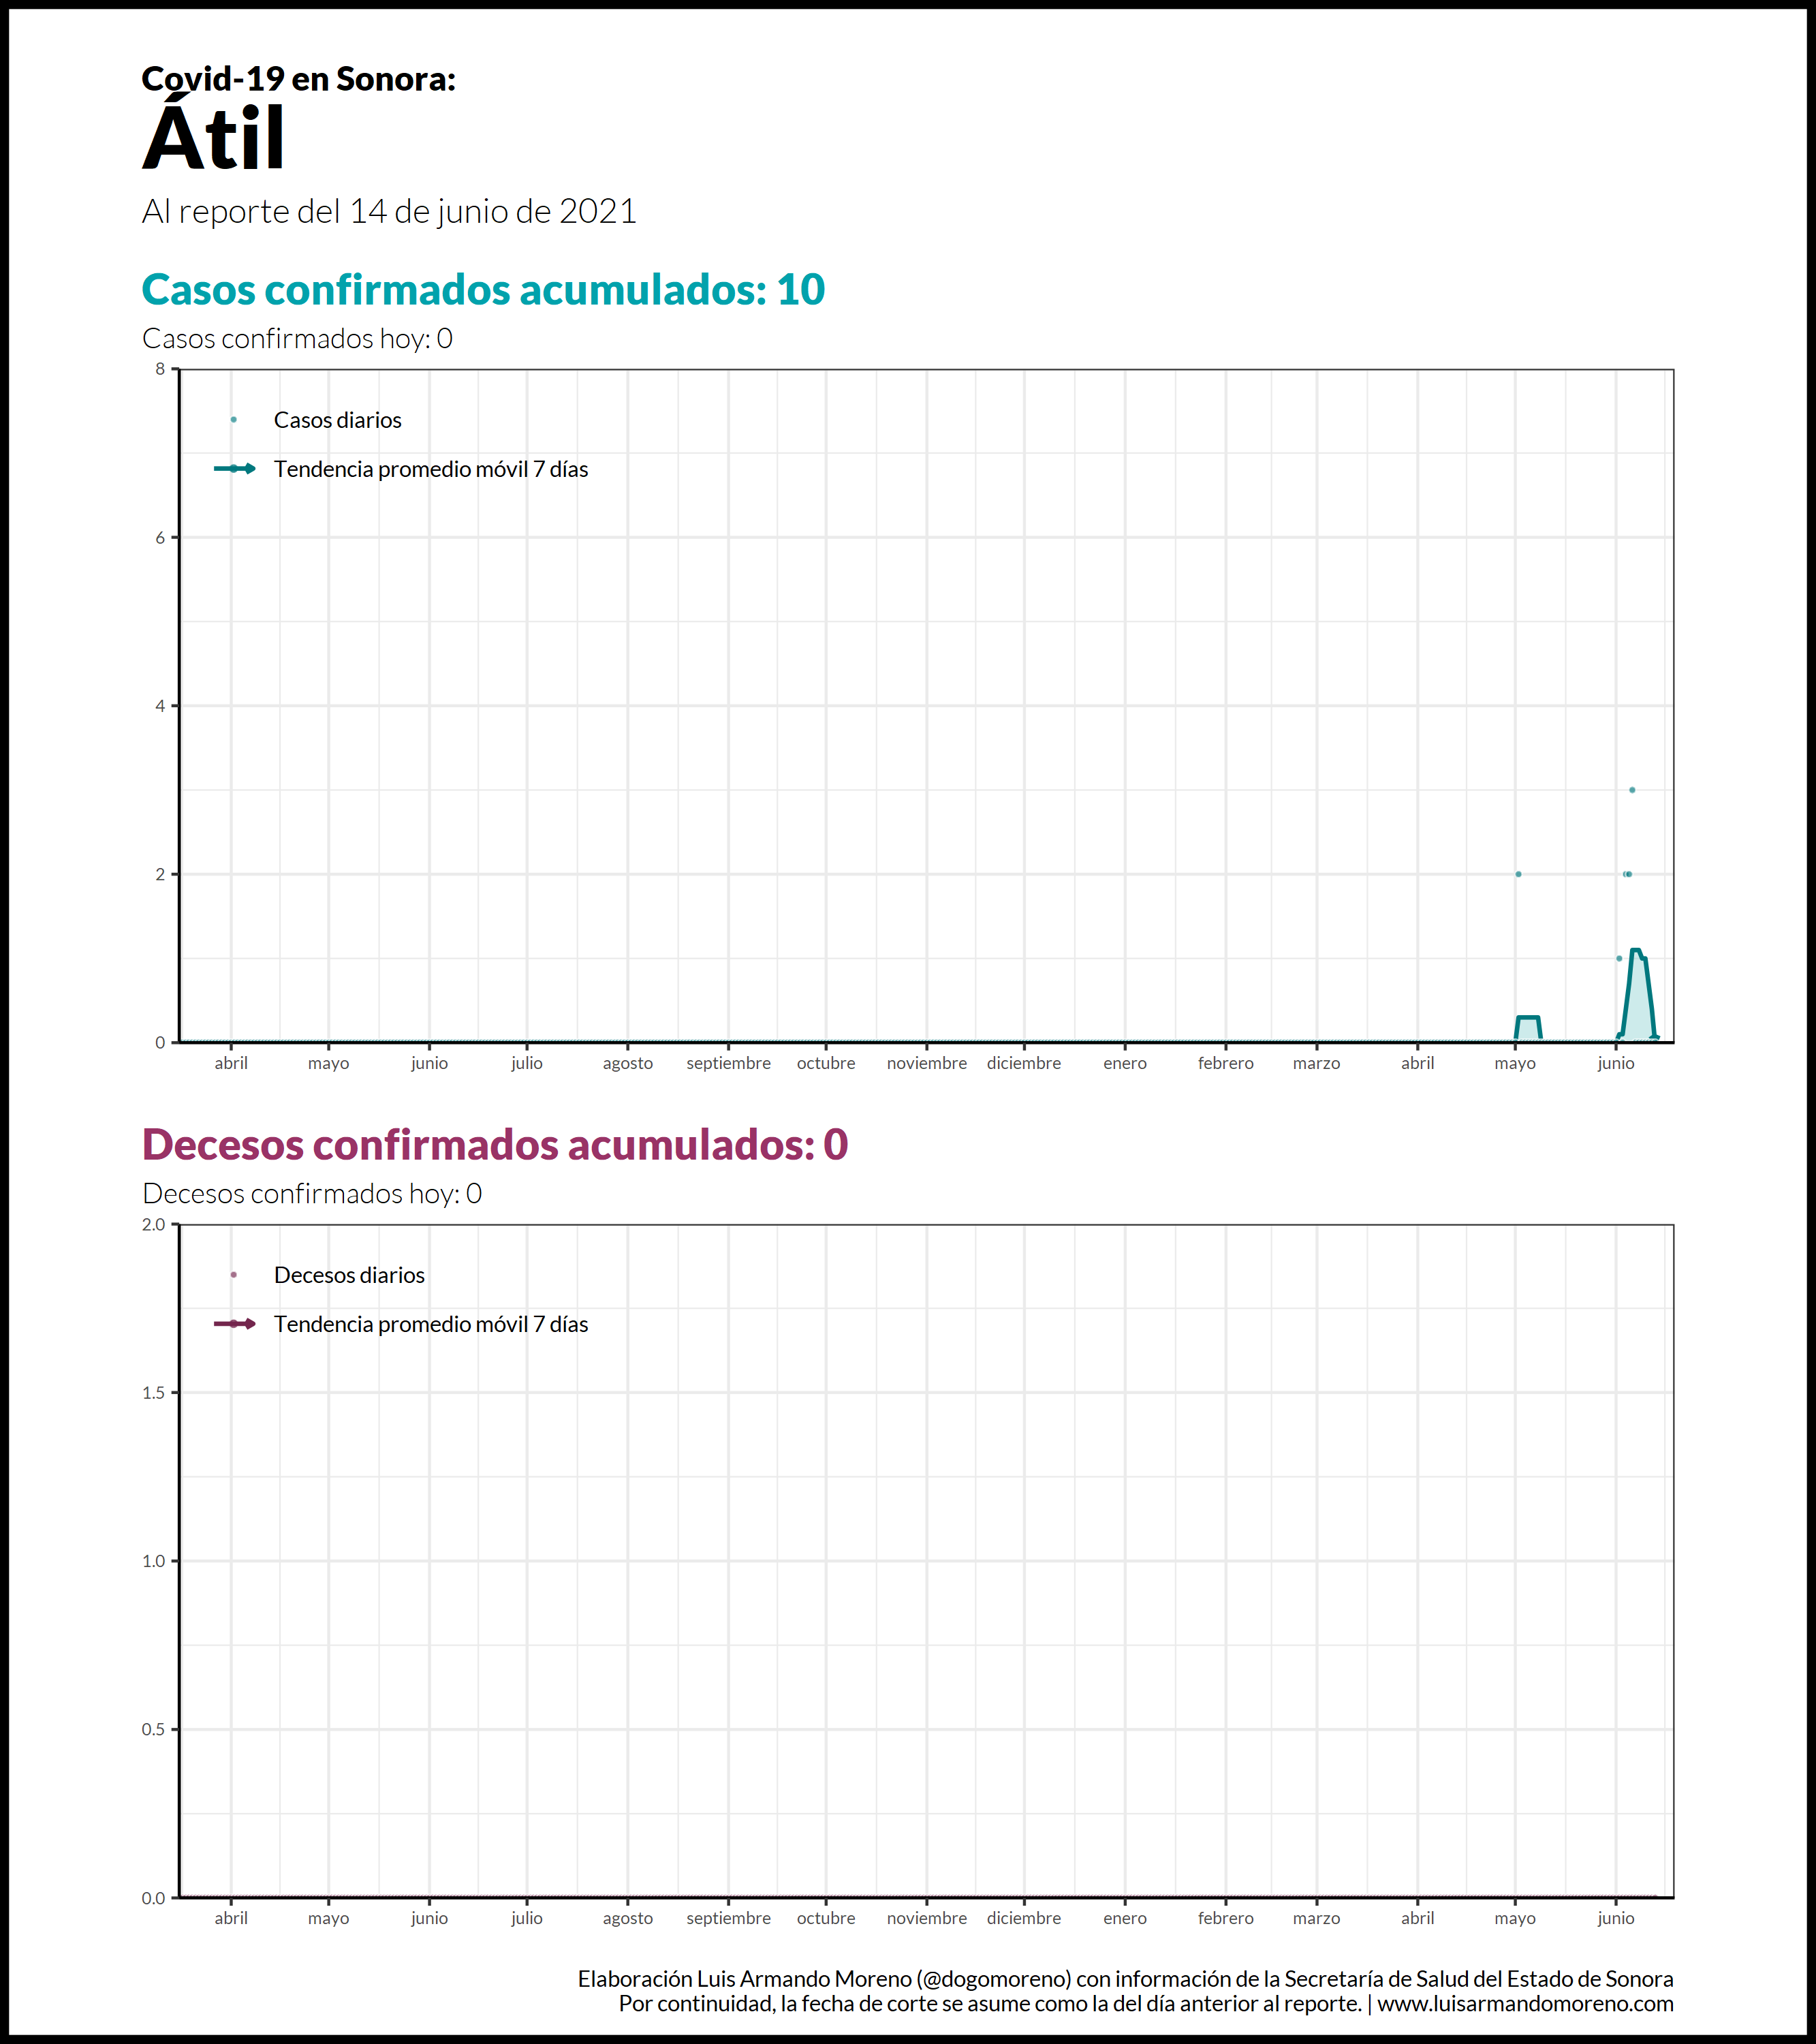 Covid-19 en Sonora:
Átil
Al reporte del 14 de junio de 2021
Casos confirmados acumulados: 10
Casos confirmados hoy: 0
8
Casos diarios
Tendencia promedio móvil 7 días
6
4
2
0
abril mayo junio julio agosto septiembre octubre noviembre diciembre enero febrero marzo abril mayo junio
Decesos confirmados acumulados: 0
Decesos confirmados hoy: 0
2.0
Decesos diarios
Tendencia promedio móvil 7 días
1.5
1.0
0.5
0.0
abril mayo junio julio agosto septiembre octubre noviembre diciembre enero febrero marzo abril mayo junio
Elaboración Luis Armando Moreno (@dogomoreno) con información de la Secretaría de Salud del Estado de Sonora
Por continuidad, la fecha de corte se asume como la del día anterior al reporte. | www.luisarmandomoreno.com